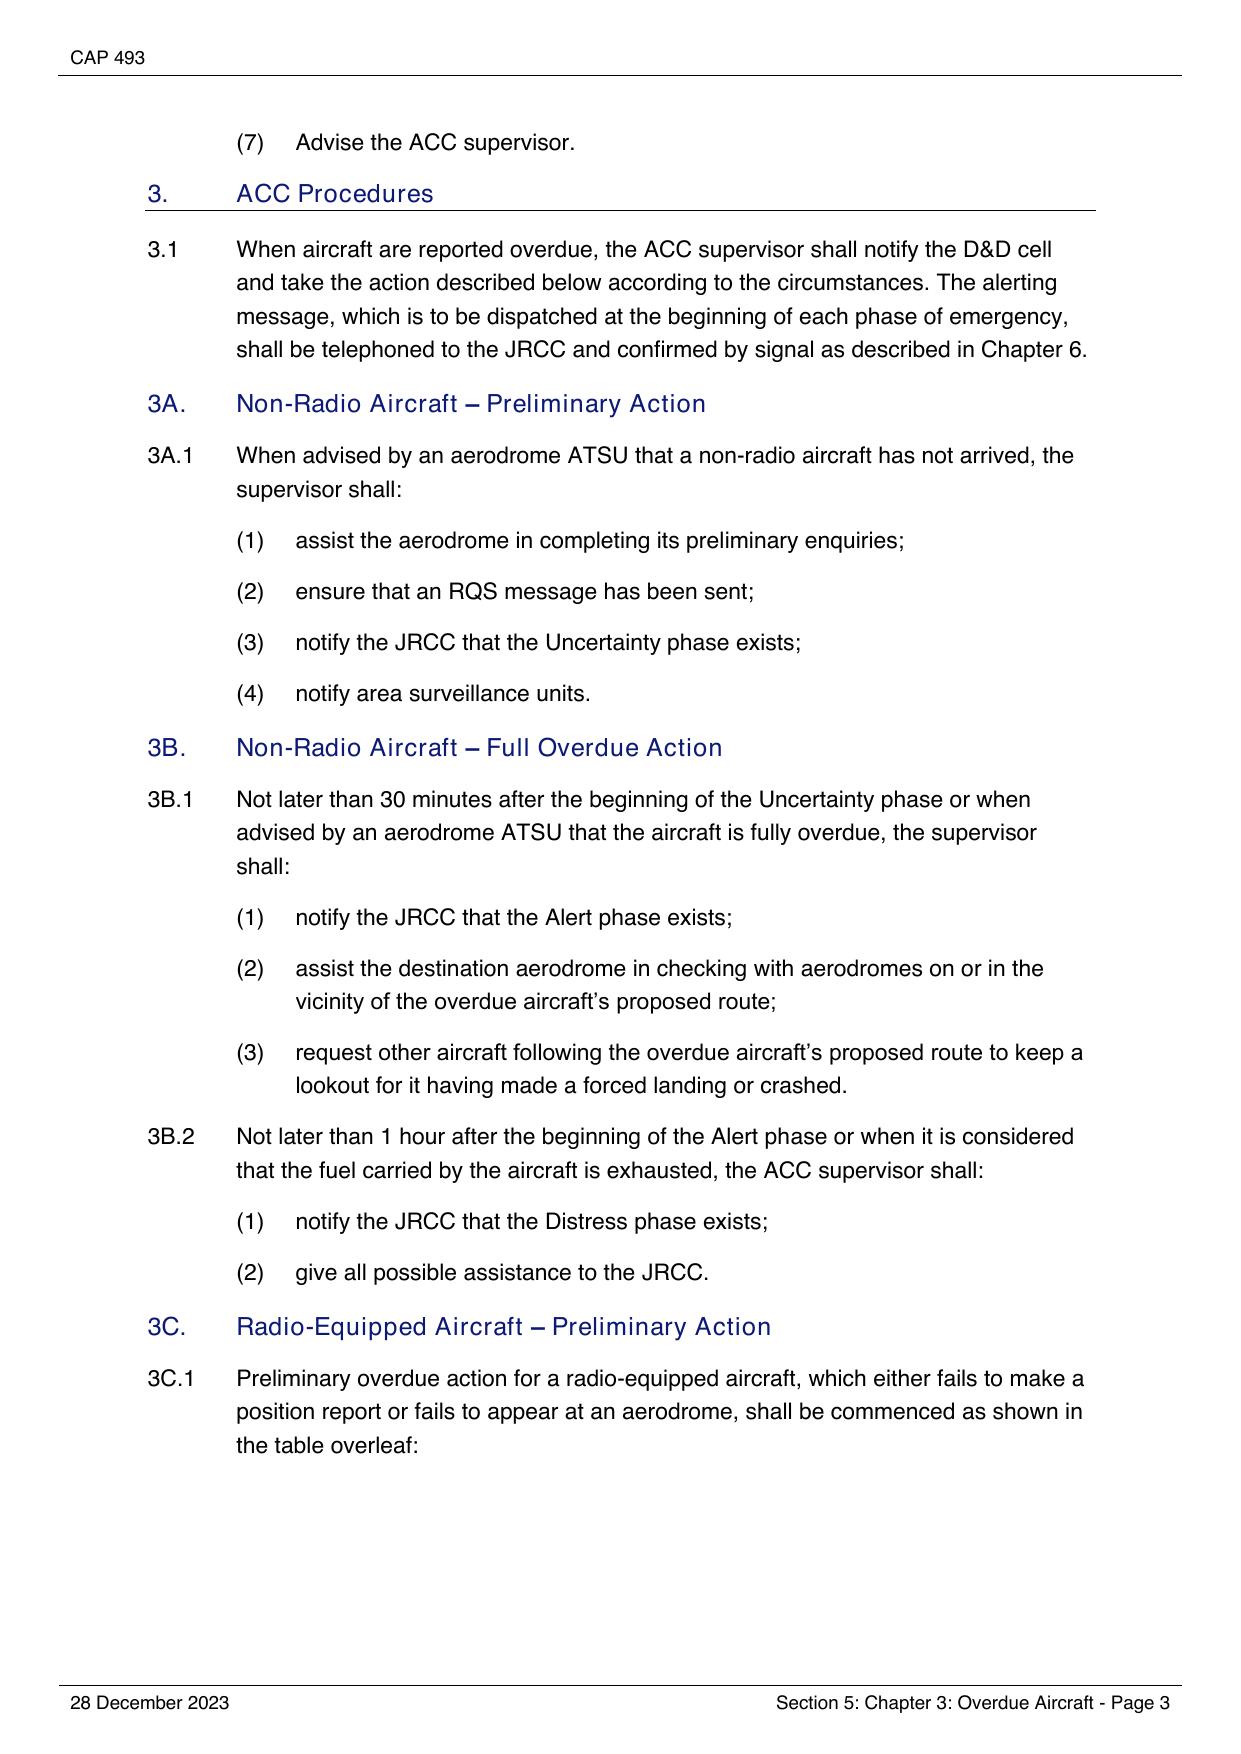 CAP 493
(7) Advise the ACC supervisor.
3. ACC Procedures
3.1 When aircraft are reported overdue, the ACC supervisor shall notify the D&D cell
and take the action described below according to the circumstances. The alerting
message, which is to be dispatched at the beginning of each phase of emergency,
shall be telephoned to the JRCC and confirmed by signal as described in Chapter 6.
3A. Non-Radio Aircraft – Preliminary Action
3A.1 When advised by an aerodrome ATSU that a non-radio aircraft has not arrived, the
supervisor shall:
(1) assist the aerodrome in completing its preliminary enquiries;
(2) ensure that an RQS message has been sent;
(3) notify the JRCC that the Uncertainty phase exists;
(4) notify area surveillance units.
3B. Non-Radio Aircraft – Full Overdue Action
3B.1 Not later than 30 minutes after the beginning of the Uncertainty phase or when
advised by an aerodrome ATSU that the aircraft is fully overdue, the supervisor
shall:
(1) notify the JRCC that the Alert phase exists;
(2) assist the destination aerodrome in checking with aerodromes on or in the
vicinity of the overdue aircraft’s proposed route;
(3) request other aircraft following the overdue aircraft’s proposed route to keep a
lookout for it having made a forced landing or crashed.
3B.2 Not later than 1 hour after the beginning of the Alert phase or when it is considered
that the fuel carried by the aircraft is exhausted, the ACC supervisor shall:
(1) notify the JRCC that the Distress phase exists;
(2) give all possible assistance to the JRCC.
3C. Radio-Equipped Aircraft – Preliminary Action
3C.1 Preliminary overdue action for a radio-equipped aircraft, which either fails to make a
position report or fails to appear at an aerodrome, shall be commenced as shown in
the table overleaf:
28 December 2023 Section 5: Chapter 3: Overdue Aircraft - Page 3